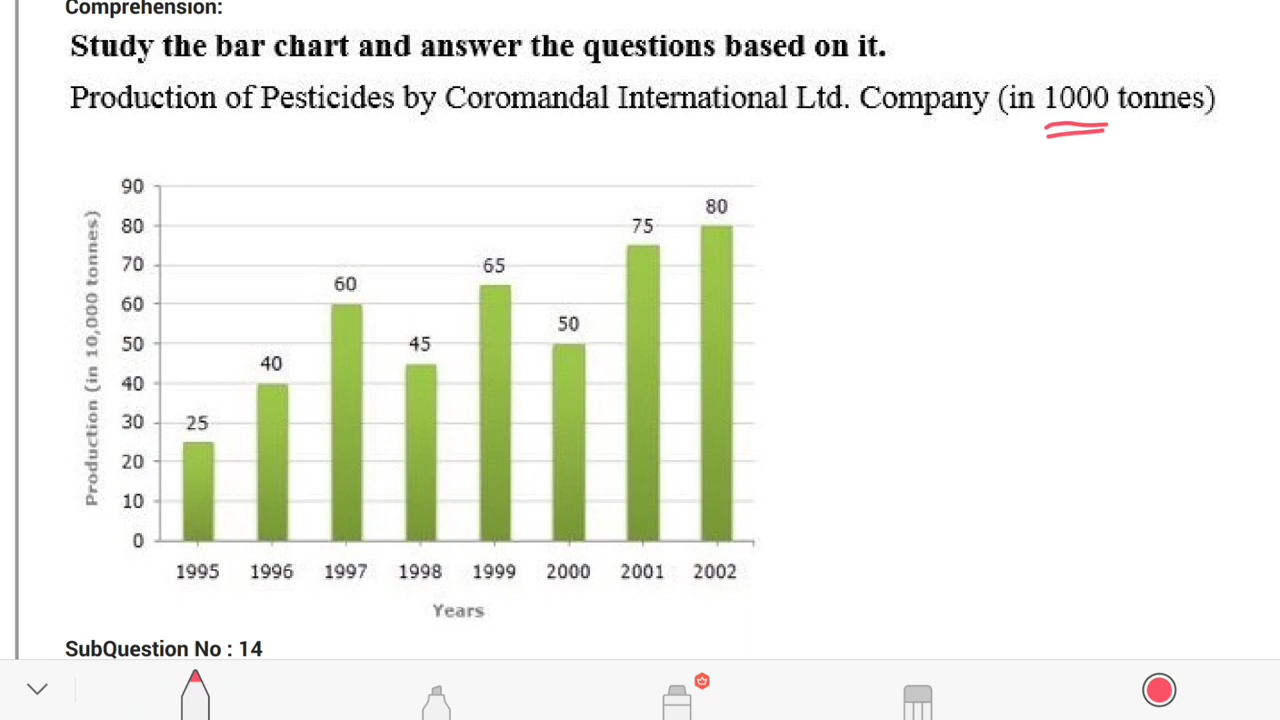 Comprehension:
Study the bar chart and answer the questions based on it.
Production of Pesticides by Coromandal International Ltd. Company (in 1000 tonnes)
Production (in 10,000 tonnes)
90
80
70
60
50
40
30
20
10
0
25
40
60
45
65
50
75
80
1995 1996 1997 1998 1999 2000 2001 2002
Years
SubQuestion No : 14